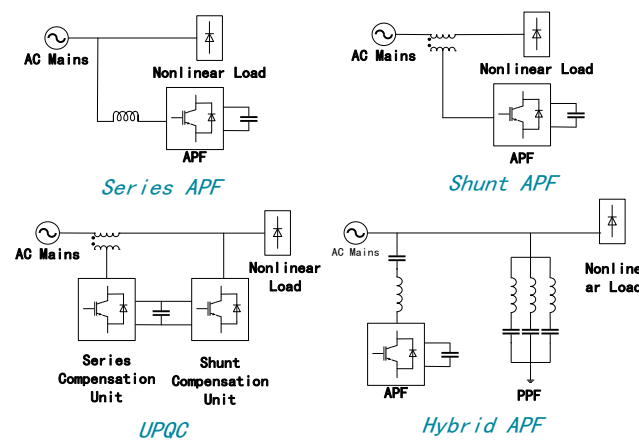 AC Mains
Nonlinear Load
APF
Series APF
AC Mains
Nonlinear Load
APF
Shunt APF
AC Mains
Nonlinear
Load
Series
Compensation
Unit
Shunt
Compensation
Unit
UPQC
AC Mains
Nonline
ar Load
APF
PPF
Hybrid APF